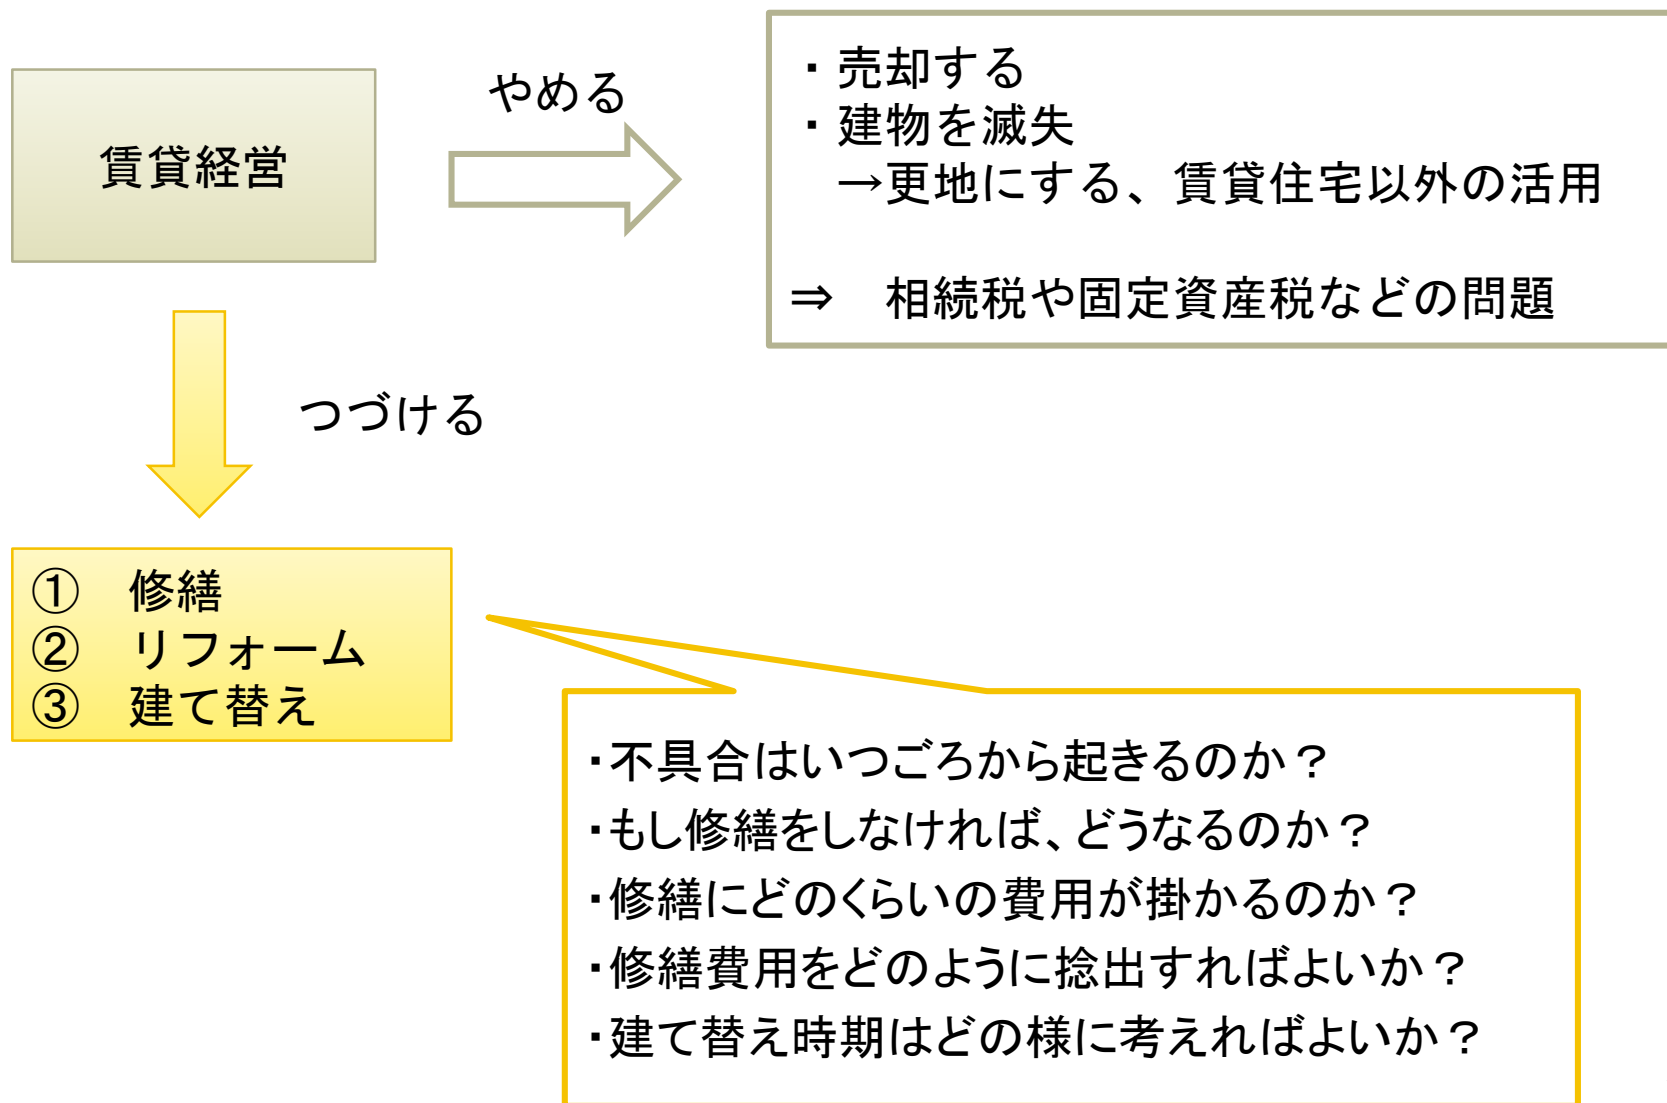 賃貸経営
やめる
・売却する
・建物を滅失
→更地にする、賃貸住宅以外の活用
⇒　相続税や固定資産税などの問題
つづける
①　修繕
②　リフォーム
③　建て替え
・不具合はいつごろから起きるのか？
・もし修繕をしなければ、どうなるのか？
・修繕にどのくらいの費用が掛かるのか？
・修繕費用をどのように捻出すればよいか？
・建て替え時期はどの様に考えればよいか？